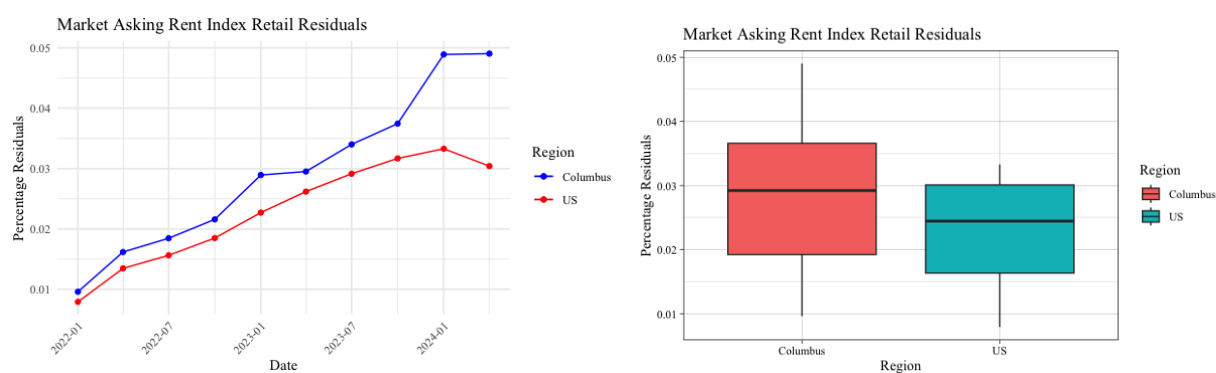 Market Asking Rent Index Retail Residuals
0.05
0.04
0.03
0.02
0.01
Percentage Residuals
2022-01
2022-07
2023-01
2023-07
2024-01
Date
Region
Columbus
US
Market Asking Rent Index Retail Residuals
0.05
0.04
0.03
0.02
0.01
Percentage Residuals
Columbus
US
Region
Region
Columbus
US